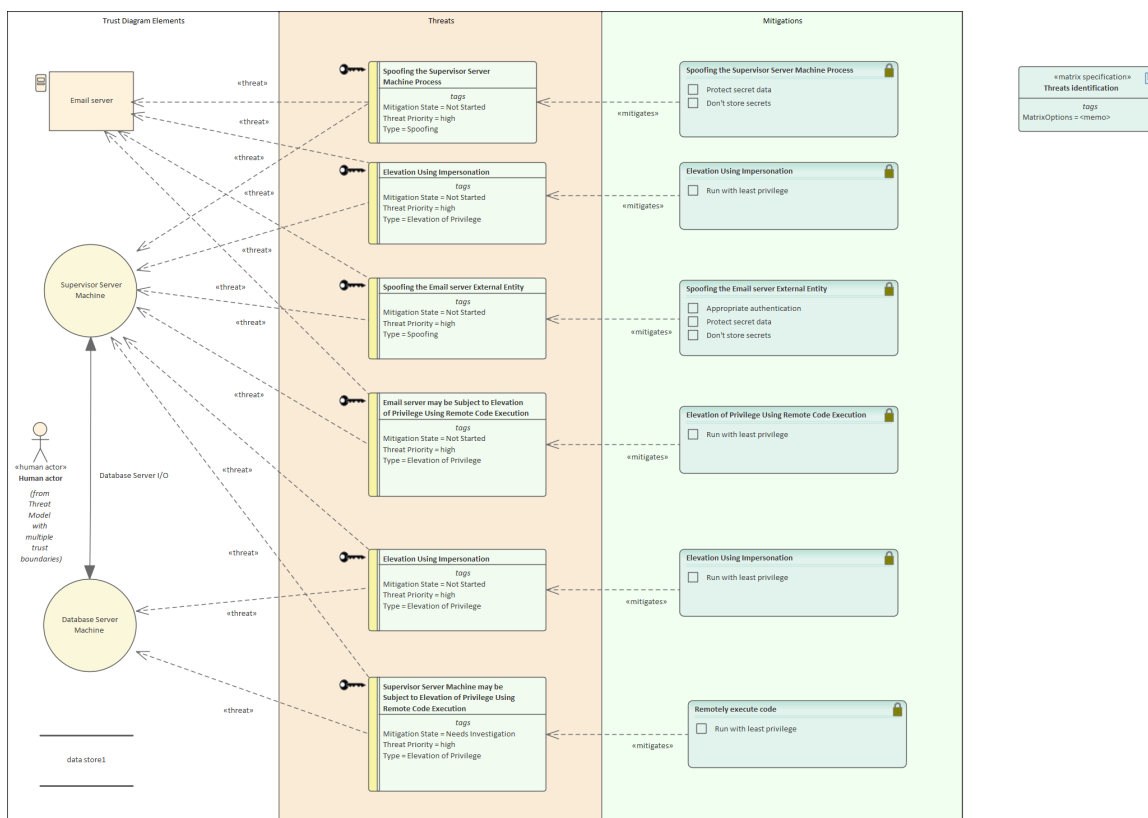 Trust Diagram Elements
Threats
Mitigations
Email server
«threat»
«threat»
«threat»
«threat»
«threat»
«threat»
«threat»
«threat»
«threat»
«threat»
«threat»
«threat»
Supervisor Server
Machine
«human actor»
Human actor
(from
Threat
Model
with
multiple
trust
boundaries)
Database Server I/O
Database Server
Machine
data store1
Spoofing the Supervisor Server
Machine Process
tags
Mitigation State = Not Started
Threat Priority = high
Type = Spoofing
Elevation Using Impersonation
tags
Mitigation State = Not Started
Threat Priority = high
Type = Elevation of Privilege
Spoofing the Email server External Entity
tags
Mitigation State = Not Started
Threat Priority = high
Type = Spoofing
Email server may be Subject to Elevation
of Privilege Using Remote Code Execution
tags
Mitigation State = Not Started
Threat Priority = high
Type = Elevation of Privilege
Elevation Using Impersonation
tags
Mitigation State = Not Started
Threat Priority = high
Type = Elevation of Privilege
Supervisor Server Machine may be
Subject to Elevation of Privilege Using
Remote Code Execution
tags
Mitigation State = Needs Investigation
Threat Priority = high
Type = Elevation of Privilege
«mitigates»
«mitigates»
«mitigates»
«mitigates»
«mitigates»
«mitigates»
Spoofing the Supervisor Server Machine Process
Protect secret data
Don't store secrets
Elevation Using Impersonation
Run with least privilege
Spoofing the Email server External Entity
Appropriate authentication
Protect secret data
Don't store secrets
Elevation of Privilege Using Remote Code Execution
Run with least privilege
Elevation Using Impersonation
Run with least privilege
Remotely execute code
Run with least privilege
«matrix specification»
Threats identification
tags
MatrixOptions = <memo>